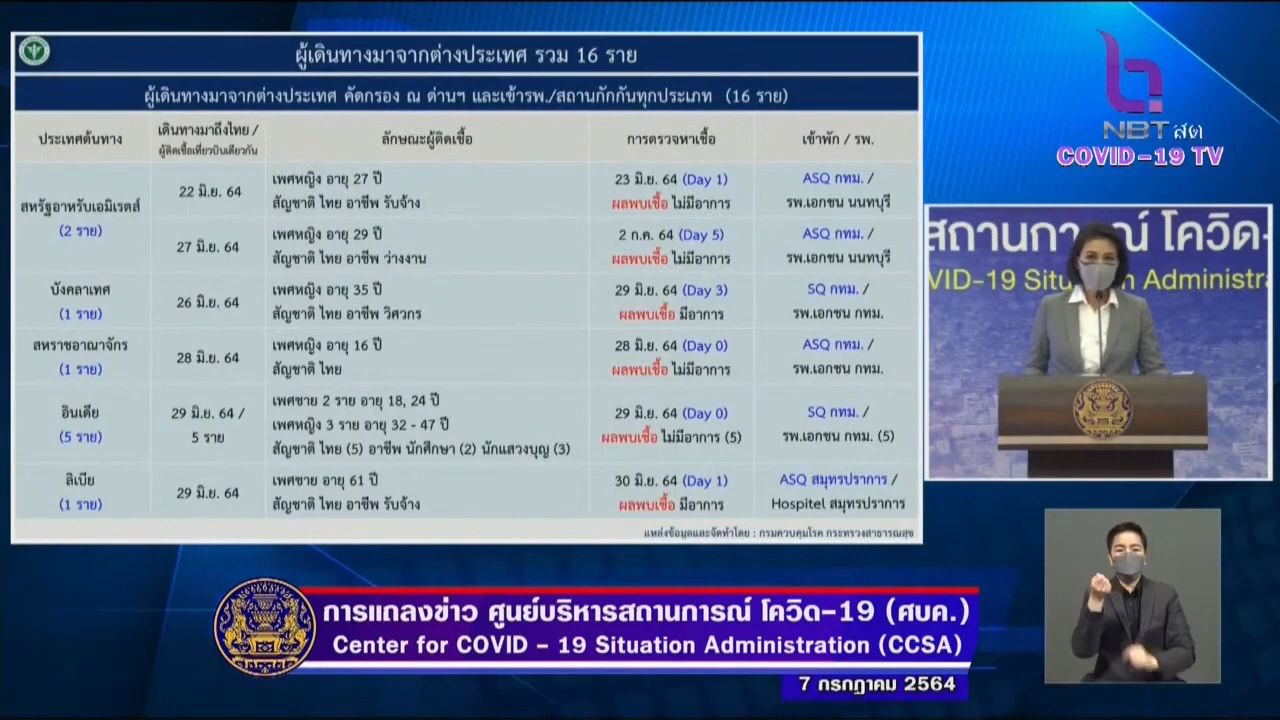 ผู้เดินทางมาจากต่างประเทศ รวม 16 ราย
ผู้เดินทางมาจากต่างประเทศ คัดกรอง ณ ด่านฯ และเข้ารพ./สถานกักกันทุกประเภท (16 ราย)
ประเทศต้นทาง
เดินทางมาถึงไทย /
ผู้ติดเชื้อเที่ยวบินเดียวกัน
ลักษณะผู้ติดเชื้อ
การตรวจหาเชื้อ
เข้าพัก / รพ.
สหรัฐอาหรับเอมิเรตส์
(2 ราย)
22 มิ.ย. 64
เพศหญิง อายุ 27 ปี
สัญชาติ ไทย อาชีพ รับจ้าง
23 มิ.ย. 64 (Day 1)
ผลพบเชื้อ ไม่มีอาการ
ASQ กทม. /
รพ.เอกชน นนทบุรี
27 มิ.ย. 64
เพศหญิง อายุ 29 ปี
สัญชาติ ไทย อาชีพ ว่างงาน
2 ก.ค. 64 (Day 5)
ผลพบเชื้อ ไม่มีอาการ
ASQ กทม. /
รพ.เอกชน นนทบุรี
บังคลาเทศ
(1 ราย)
26 มิ.ย. 64
เพศหญิง อายุ 35 ปี
สัญชาติ ไทย อาชีพ วิศวกร
29 มิ.ย. 64 (Day 3)
ผลพบเชื้อ มีอาการ
SQ กทม. /
รพ.เอกชน กทม.
สหราชอาณาจักร
(1 ราย)
28 มิ.ย. 64
เพศหญิง อายุ 16 ปี
สัญชาติ ไทย
28 มิ.ย. 64 (Day 0)
ผลพบเชื้อ ไม่มีอาการ
ASQ กทม. /
รพ.เอกชน กทม.
อินเดีย
(5 ราย)
29 มิ.ย. 64 /
5 ราย
เพศชาย 2 ราย อายุ 18, 24 ปี
เพศหญิง 3 ราย อายุ 32 - 47 ปี
สัญชาติ ไทย (5) อาชีพ นักศึกษา (2) นักแสวงบุญ (3)
29 มิ.ย. 64 (Day 0)
ผลพบเชื้อ ไม่มีอาการ (5)
SQ กทม. /
รพ.เอกชน กทม. (5)
ลิเบีย
(1 ราย)
29 มิ.ย. 64
เพศชาย อายุ 61 ปี
สัญชาติ ไทย อาชีพ รับจ้าง
30 มิ.ย. 64 (Day 1)
ผลพบเชื้อ มีอาการ
ASQ สมุทรปราการ /
Hospitel สมุทรปราการ
แหล่งข้อมูลและจัดทำโดย : กรมควบคุมโรค กระทรวงสาธารณสุข
NBT สด
COVID-19 TV
สถานการณ์ โควิด-
VID-19 Situation Administra
การแถลงข่าว ศูนย์บริหารสถานการณ์ โควิด-19 (ศบค.)
Center for COVID - 19 Situation Administration (CCSA)
7 กรกฎาคม 2564